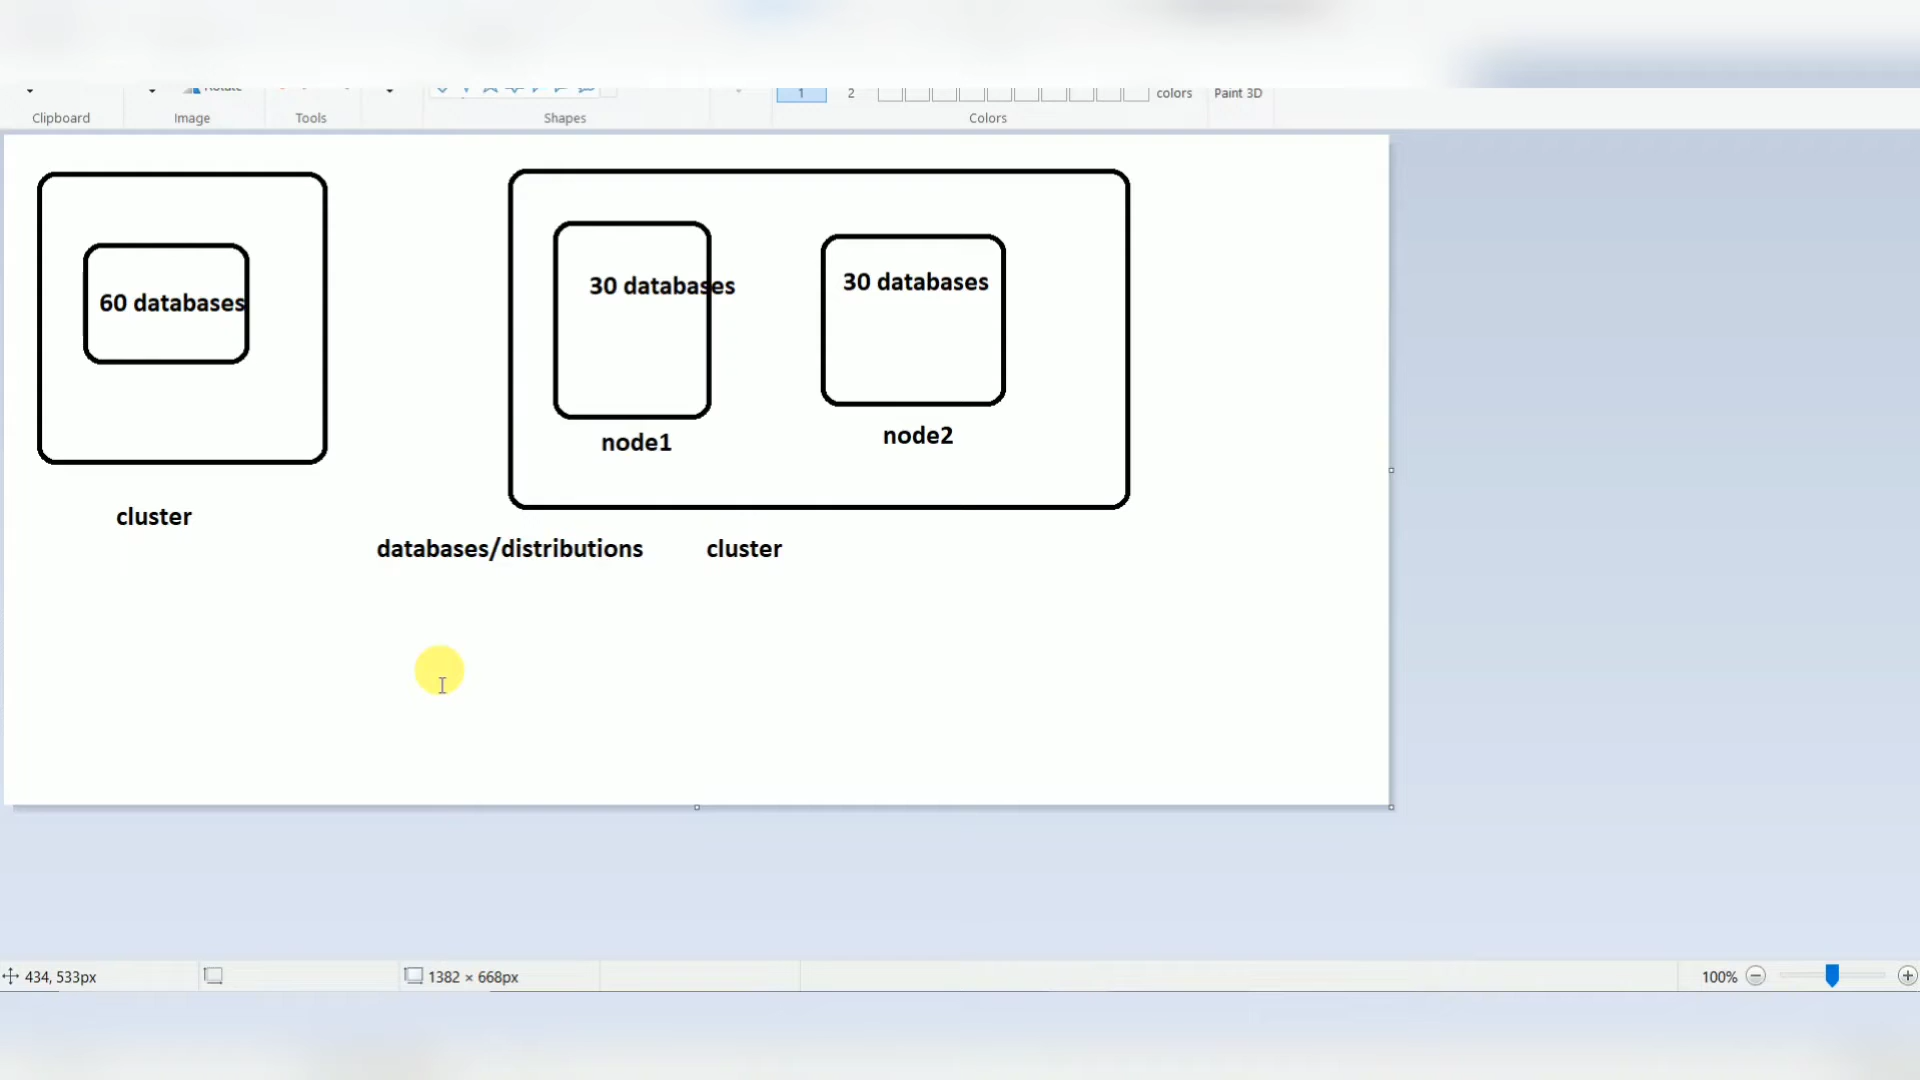 Rotate
1
2
colors
Paint 3D
Clipboard
Image
Tools
Shapes
Colors
60 databases
cluster
30 databases
node1
30 databases
node2
databases/distributions
cluster
434, 533px
1382 × 668px
100%